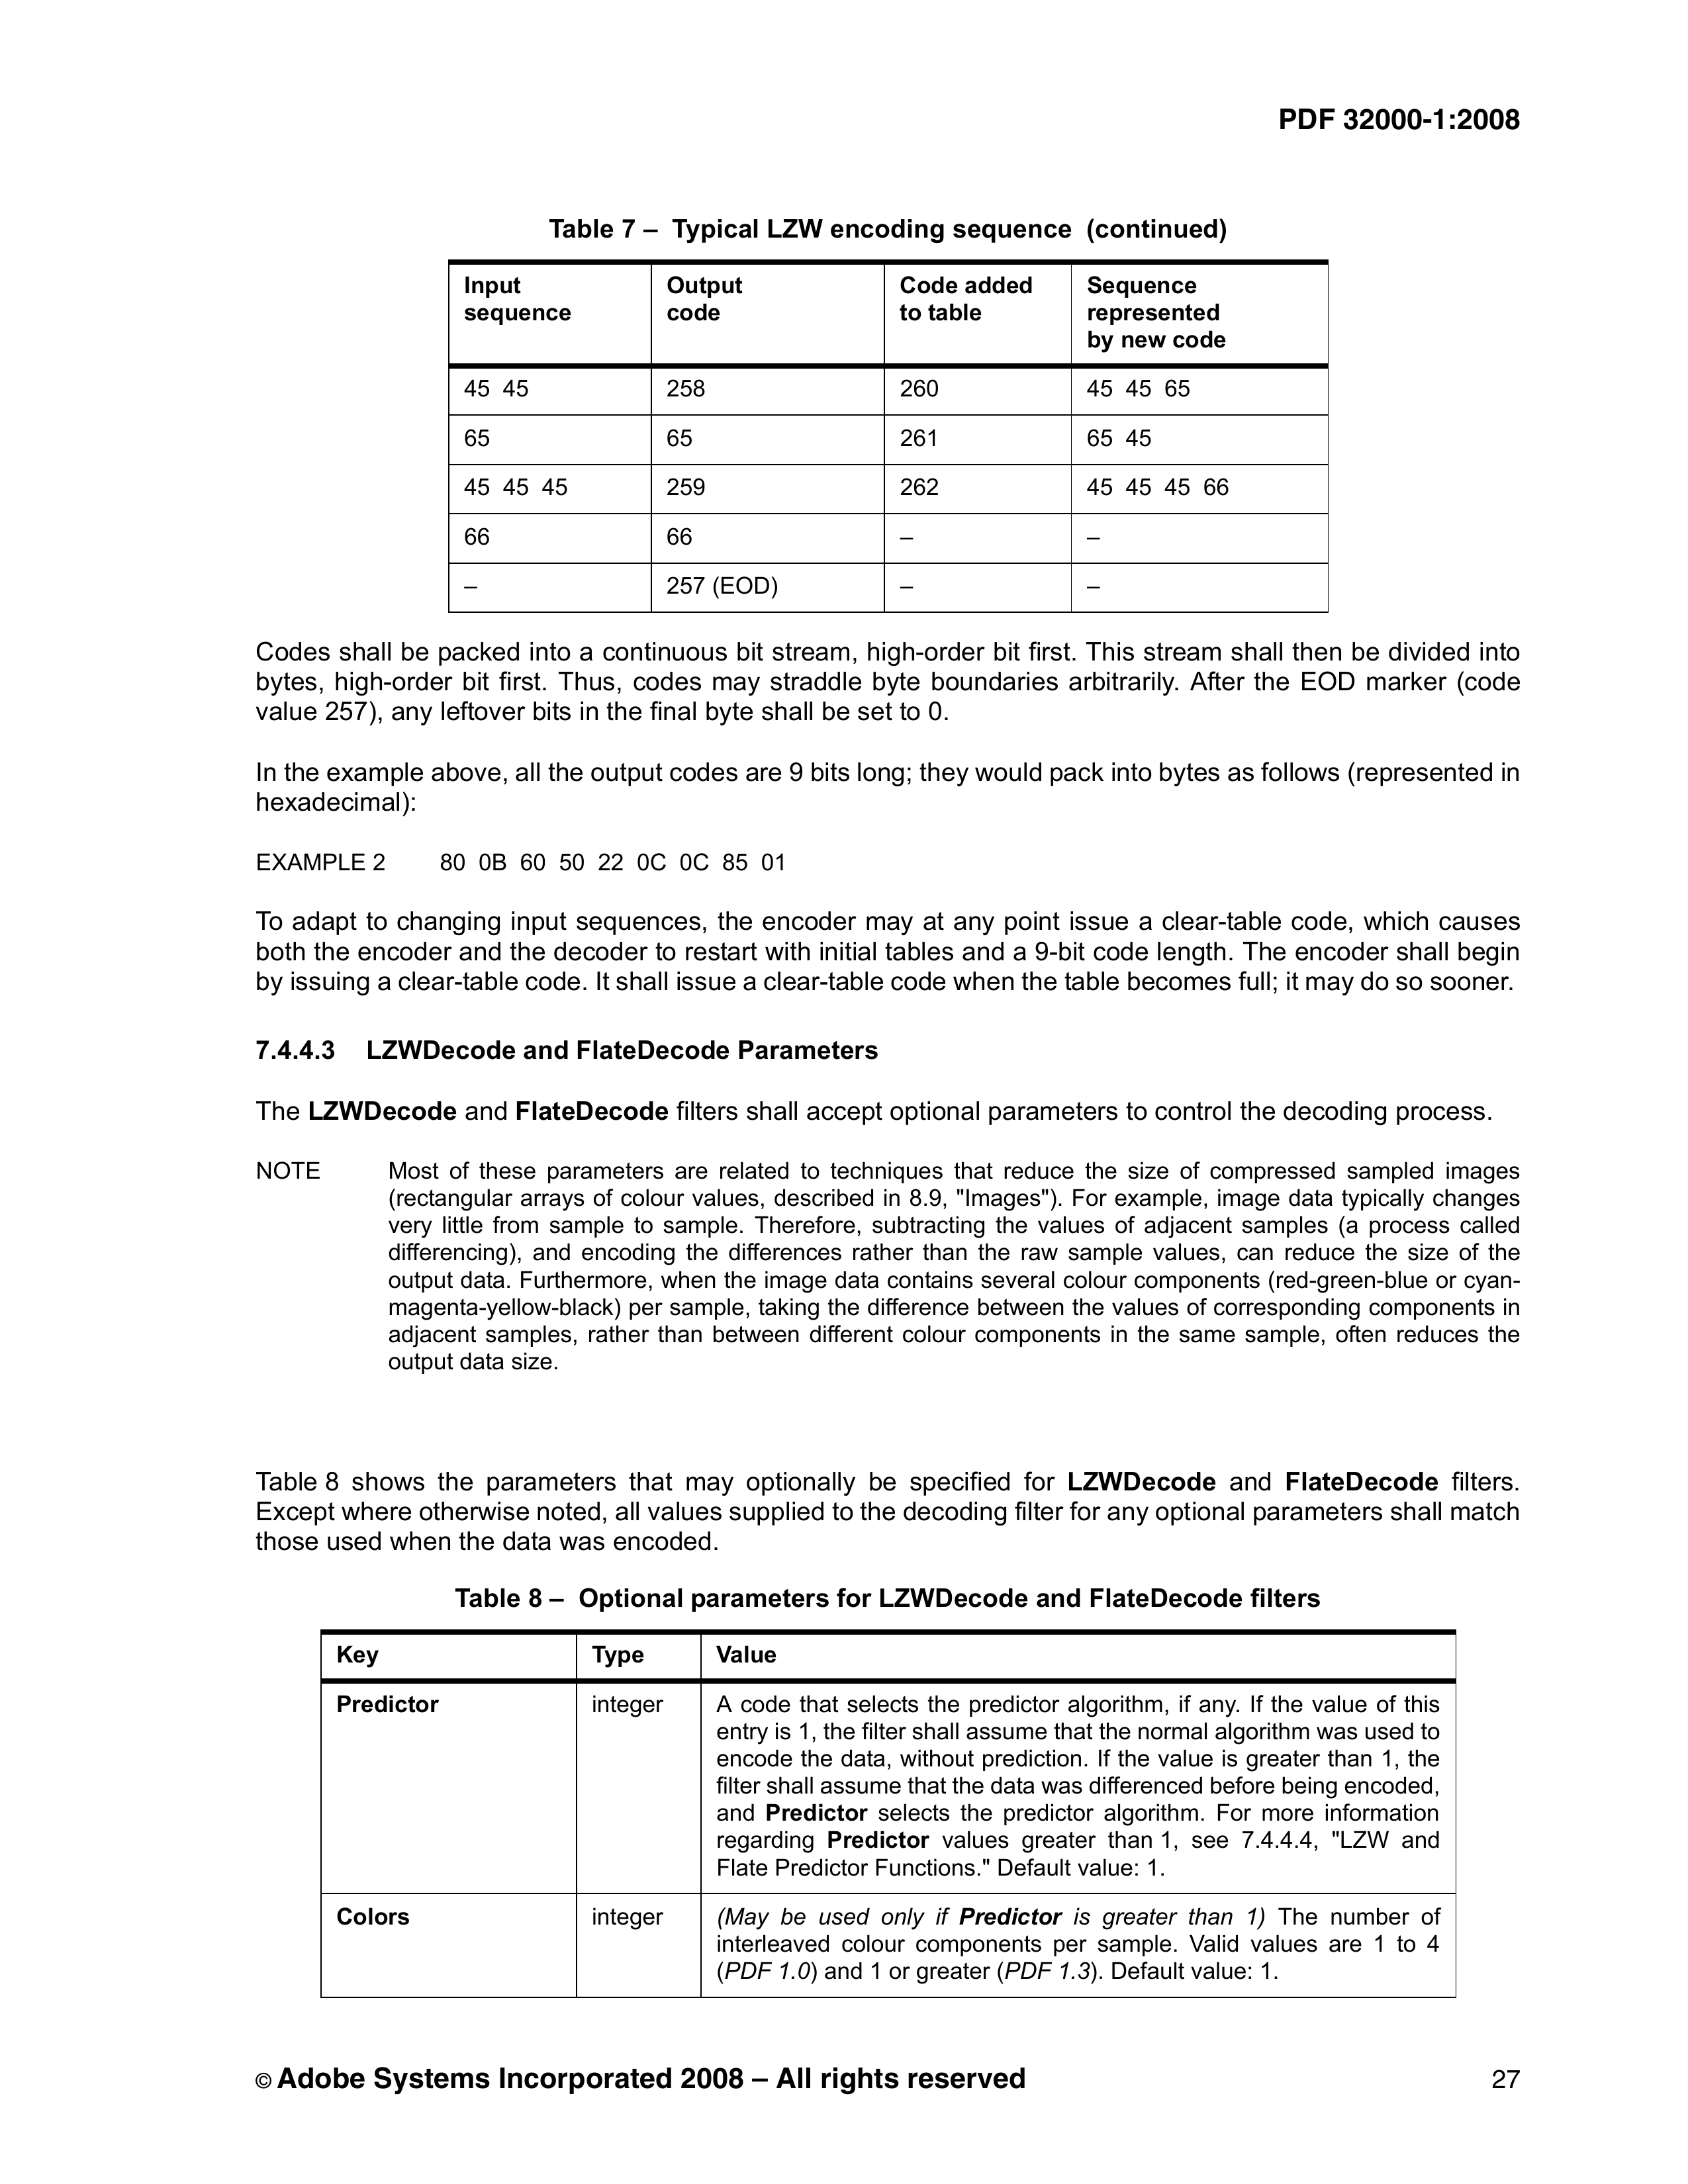 PDF 32000-1:2008
Table 7 – Typical LZW encoding sequence (continued)
Input sequence Output code Code added to table Sequence represented by new code
45 45 258 260 45 45 65
65 65 261 65 45
45 45 45 259 262 45 45 45 66
66 66 – –
– 257 (EOD) – –
Codes shall be packed into a continuous bit stream, high-order bit first. This stream shall then be divided into
bytes, high-order bit first. Thus, codes may straddle byte boundaries arbitrarily. After the EOD marker (code
value 257), any leftover bits in the final byte shall be set to 0.
In the example above, all the output codes are 9 bits long; they would pack into bytes as follows (represented in
hexadecimal):
EXAMPLE 2 80 0B 60 50 22 0C 0C 85 01
To adapt to changing input sequences, the encoder may at any point issue a clear-table code, which causes
both the encoder and the decoder to restart with initial tables and a 9-bit code length. The encoder shall begin
by issuing a clear-table code. It shall issue a clear-table code when the table becomes full; it may do so sooner.
7.4.4.3 LZWDecode and FlateDecode Parameters
The LZWDecode and FlateDecode filters shall accept optional parameters to control the decoding process.
NOTE Most of these parameters are related to techniques that reduce the size of compressed sampled images
(rectangular arrays of colour values, described in 8.9, "Images"). For example, image data typically changes
very little from sample to sample. Therefore, subtracting the values of adjacent samples (a process called
differencing), and encoding the differences rather than the raw sample values, can reduce the size of the
output data. Furthermore, when the image data contains several colour components (red-green-blue or cyan-
magenta-yellow-black) per sample, taking the difference between the values of corresponding components in
adjacent samples, rather than between different colour components in the same sample, often reduces the
output data size.
Table 8 shows the parameters that may optionally be specified for LZWDecode and FlateDecode filters.
Except where otherwise noted, all values supplied to the decoding filter for any optional parameters shall match
those used when the data was encoded.
Table 8 – Optional parameters for LZWDecode and FlateDecode filters
Key Type Value
Predictor integer A code that selects the predictor algorithm, if any. If the value of this
entry is 1, the filter shall assume that the normal algorithm was used to
encode the data, without prediction. If the value is greater than 1, the
filter shall assume that the data was differenced before being encoded,
and Predictor selects the predictor algorithm. For more information
regarding Predictor values greater than 1, see 7.4.4.4, "LZW and
Flate Predictor Functions." Default value: 1.
Colors integer (May be used only if Predictor is greater than 1) The number of
interleaved colour components per sample. Valid values are 1 to 4
(PDF 1.0) and 1 or greater (PDF 1.3). Default value: 1.
© Adobe Systems Incorporated 2008 – All rights reserved 27